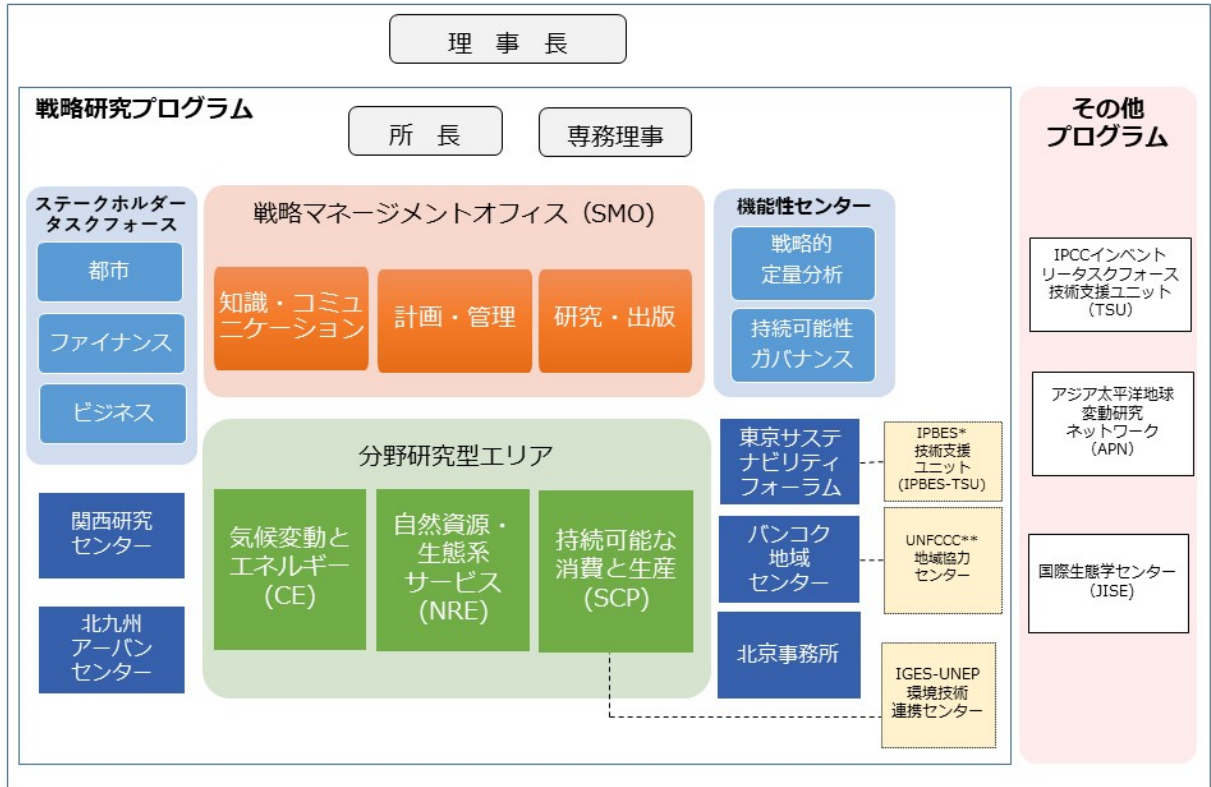 理 事 長
戦略研究プログラム
所 長
専務理事
ステークホルダー
タスクフォース
都市
ファイナンス
ビジネス
戦略マネージメントオフィス（SMO)
知識・コミュ
ニケーション
計画・管理
研究・出版
機能性センター
戦略的
定量分析
持続可能性
ガバナンス
分野研究型エリア
気候変動と
エネルギー
(CE)
自然資源・
生態系
サービス
(NRE)
持続可能な
消費と生産
(SCP)
関西研究
センター
北九州
アーバン
センター
東京サステ
ナビリティ
フォーラム
バンコク
地域
センター
北京事務所
IPBES*
技術支援
ユニット
(IPBES-TSU)
UNFCCC**
地域協力
センター
IGES-UNEP
環境技術
連携センター
その他
プログラム
IPCCインベント
リータスクフォース
技術支援ユニット
(TSU)
アジア太平洋地球
変動研究
ネットワーク
(APN)
国際生態学センター
(JISE)